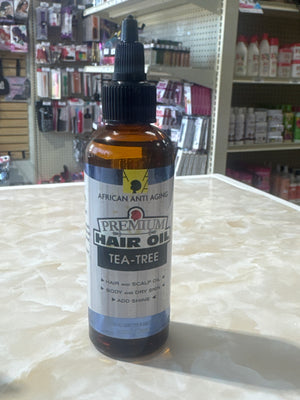 AFRICAN ANTI AGING
PREMIUM
HAIR OIL
TEA-TREE
HAIR AND SCALP OIL
BODY AND DRY SKIN
ADD SHINE